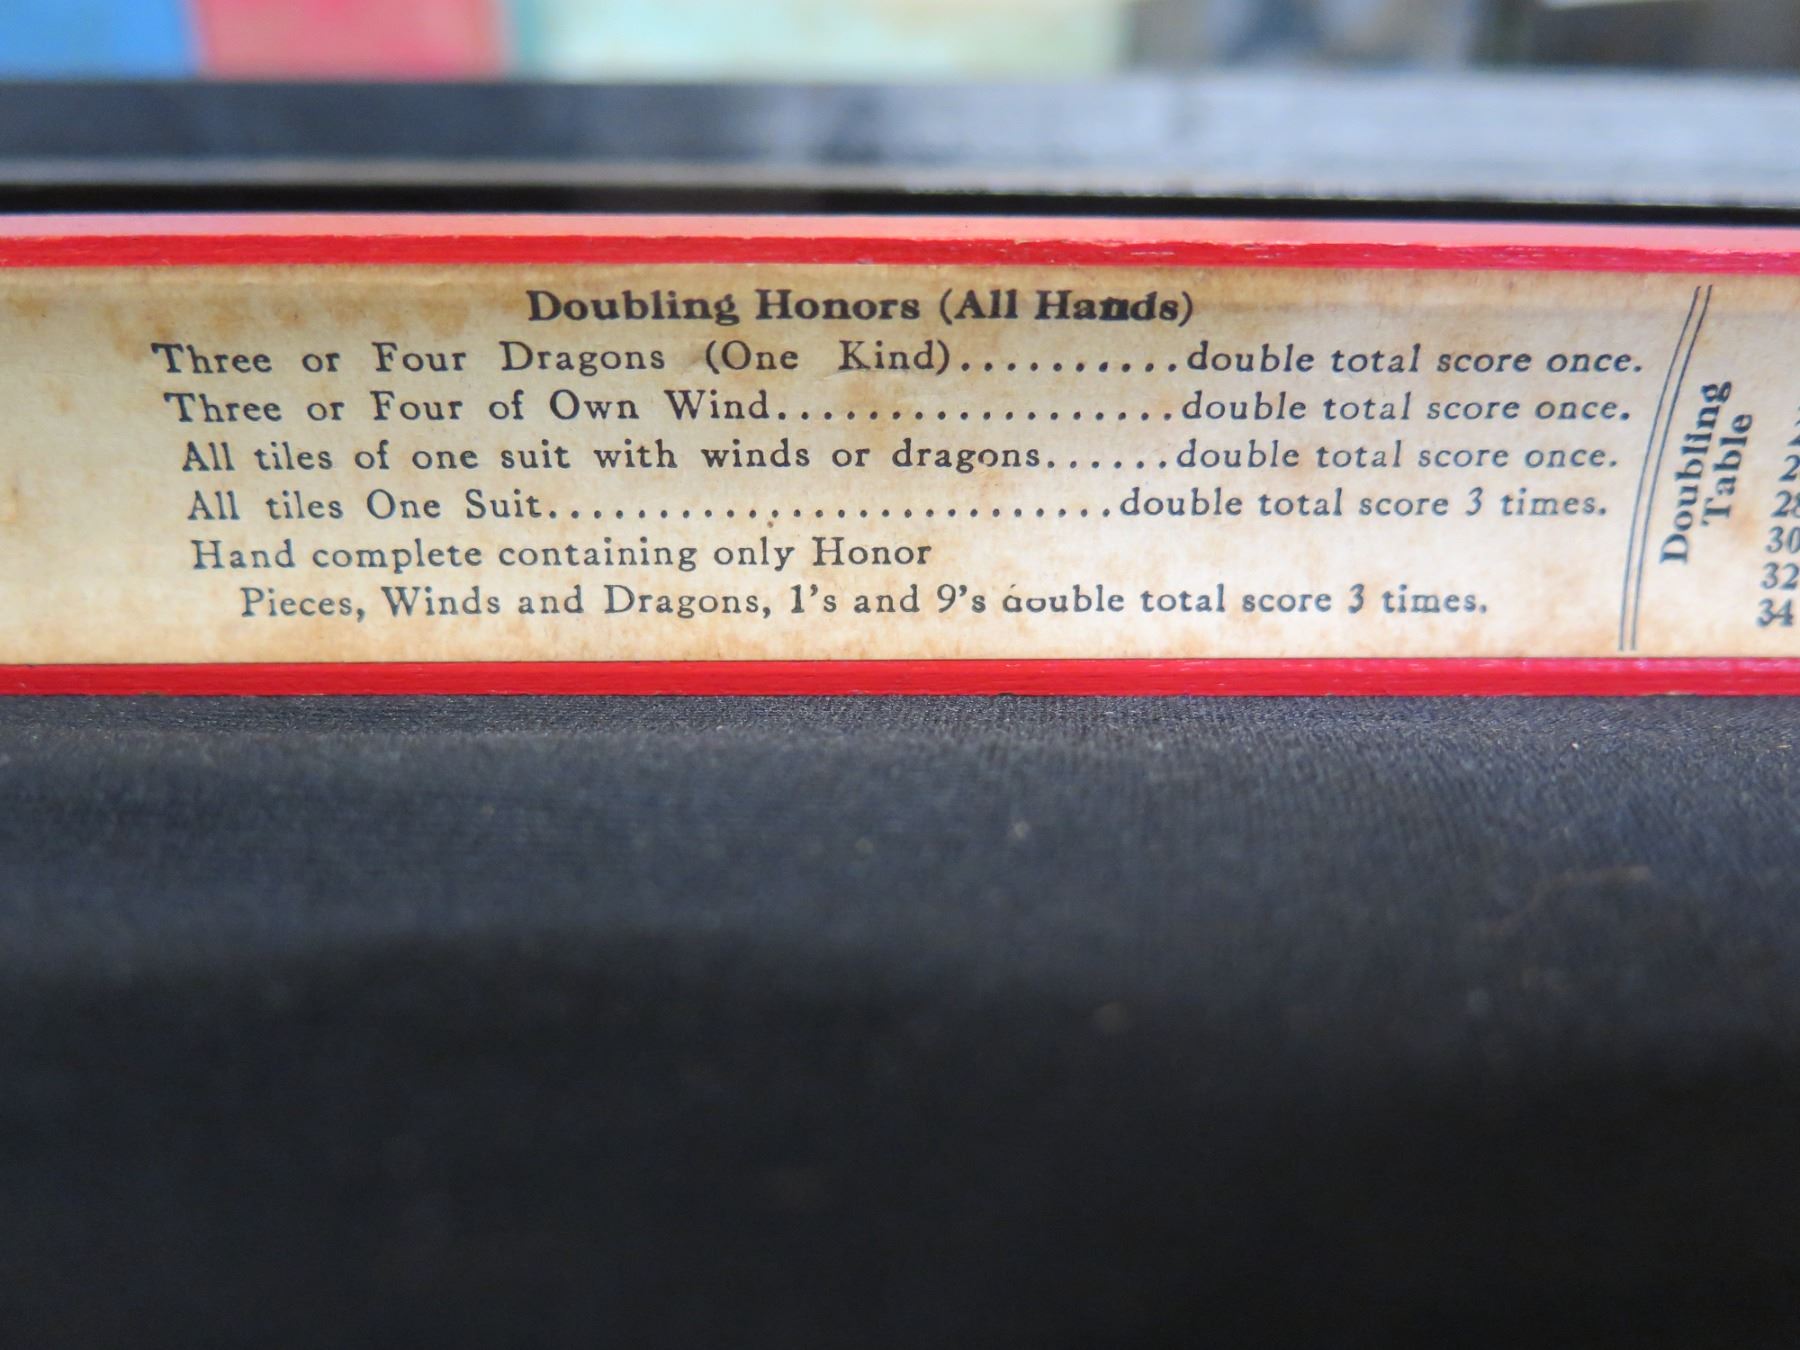 Doubling Honors (All Hands)
Three or Four Dragons (One Kind)..........double total score once.
Three or Four of Own Wind..................double total score once.
All tiles of one suit with winds or dragons......double total score once.
All tiles One Suit..........................double total score 3 times.
Hand complete containing only Honor
Pieces, Winds and Dragons, 1's and 9's double total score 3 times.
Doubling
Table
30
32
34